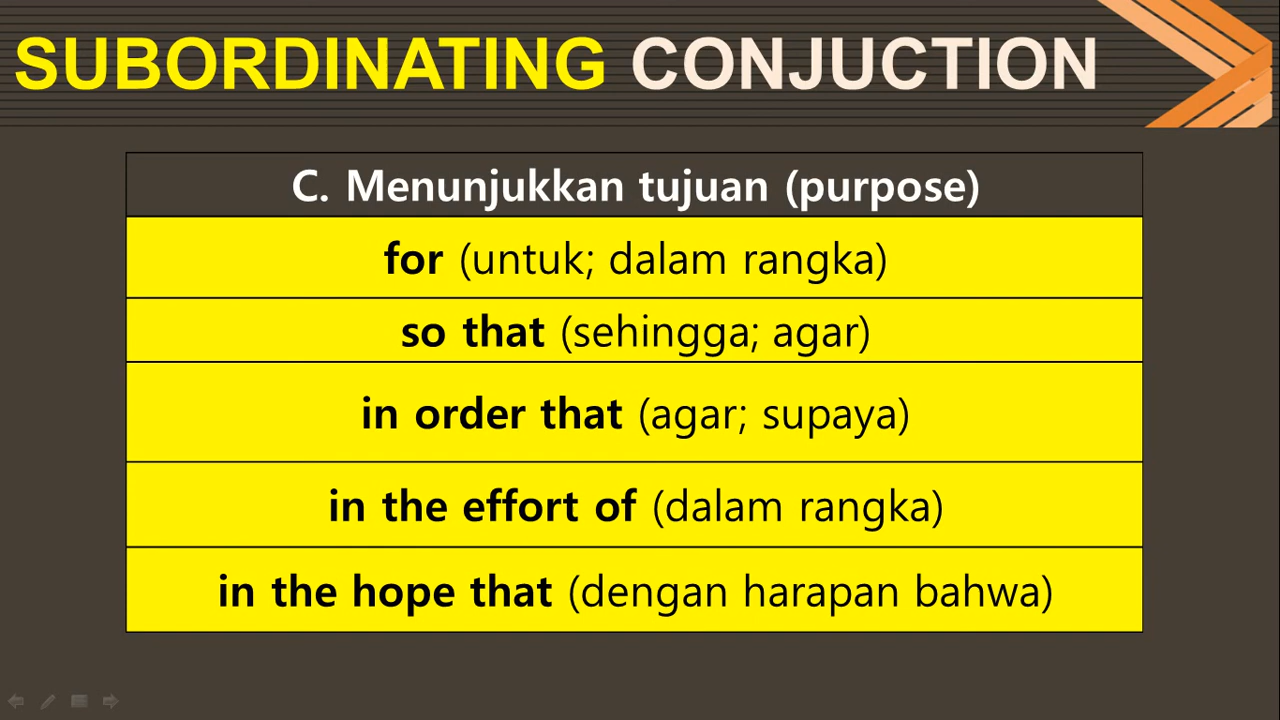 SUBORDINATING CONJUCTION
C. Menunjukkan tujuan (purpose)
for (untuk; dalam rangka)
so that (sehingga; agar)
in order that (agar; supaya)
in the effort of (dalam rangka)
in the hope that (dengan harapan bahwa)